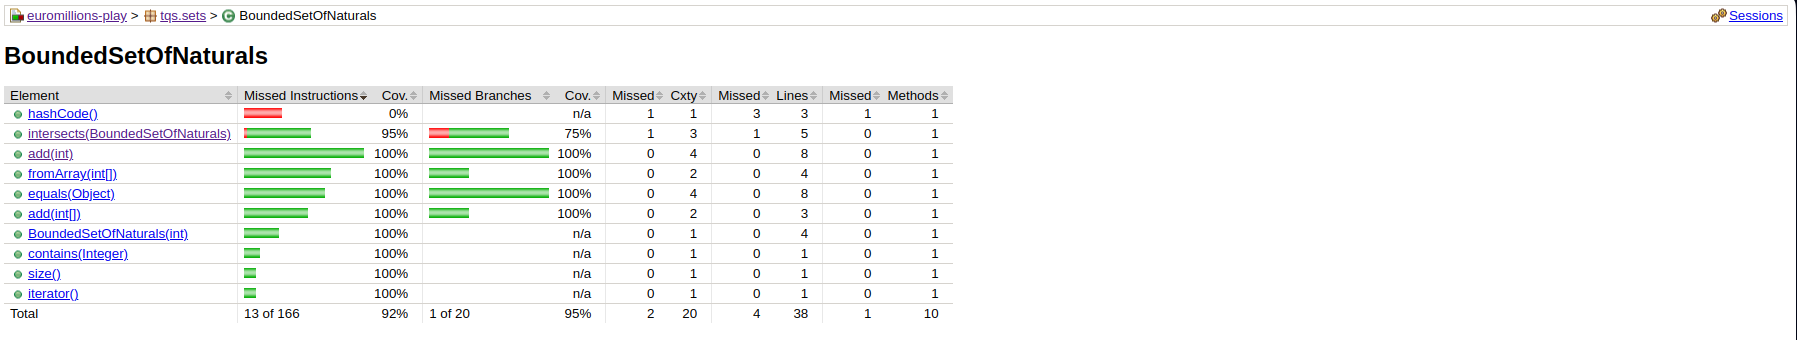 euromillions-play > tqs.sets > BoundedSetOfNaturals Sessions
BoundedSetOfNaturals
Element Missed Instructions Cov. Missed Branches Cov. Missed Cxty Missed Lines Missed Methods
hashCode() 0% n/a 1 1 3 3 1 1
intersects(BoundedSetOfNaturals) 95% 75% 1 3 1 5 0 1
add(int) 100% 100% 0 4 0 8 0 1
fromArray(int[]) 100% 100% 0 2 0 4 0 1
equals(Object) 100% 100% 0 4 0 8 0 1
add(int[]) 100% 100% 0 2 0 3 0 1
BoundedSetOfNaturals(int) 100% n/a 0 1 0 4 0 1
contains(Integer) 100% n/a 0 1 0 1 0 1
size() 100% n/a 0 1 0 1 0 1
iterator() 100% n/a 0 1 0 1 0 1
Total 13 of 166 92% 1 of 20 95% 2 20 4 38 1 10